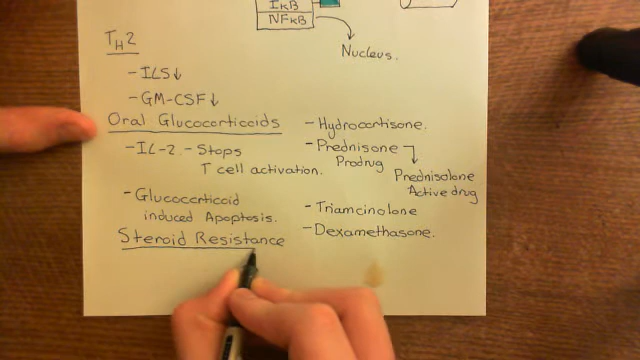 IκB
NFκB
Nucleus.
TH2
- IL5↓
- GM-CSF↓
Oral Glucocorticoids
- IL-2 - Stops
T cell activation.
- Glucocorticoid
induced Apoptosis.
- Hydrocortisone.
- Prednisone
Prodrug
Prednisolone
Active drug
- Triamcinolone
- Dexamethasone.
Steroid Resistance